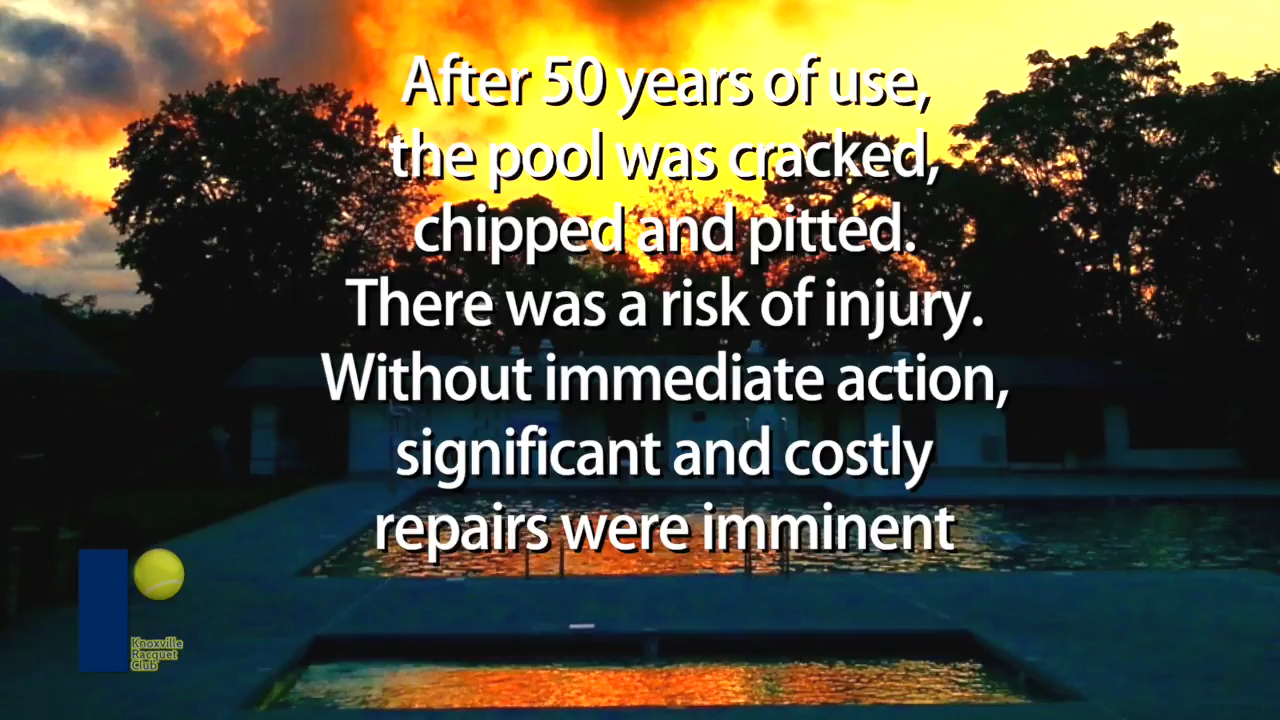 After 50 years of use,
the pool was cracked,
chipped and pitted.
There was a risk of injury.
Without immediate action,
significant and costly
repairs were imminent
Knoxville
Racquet
Club